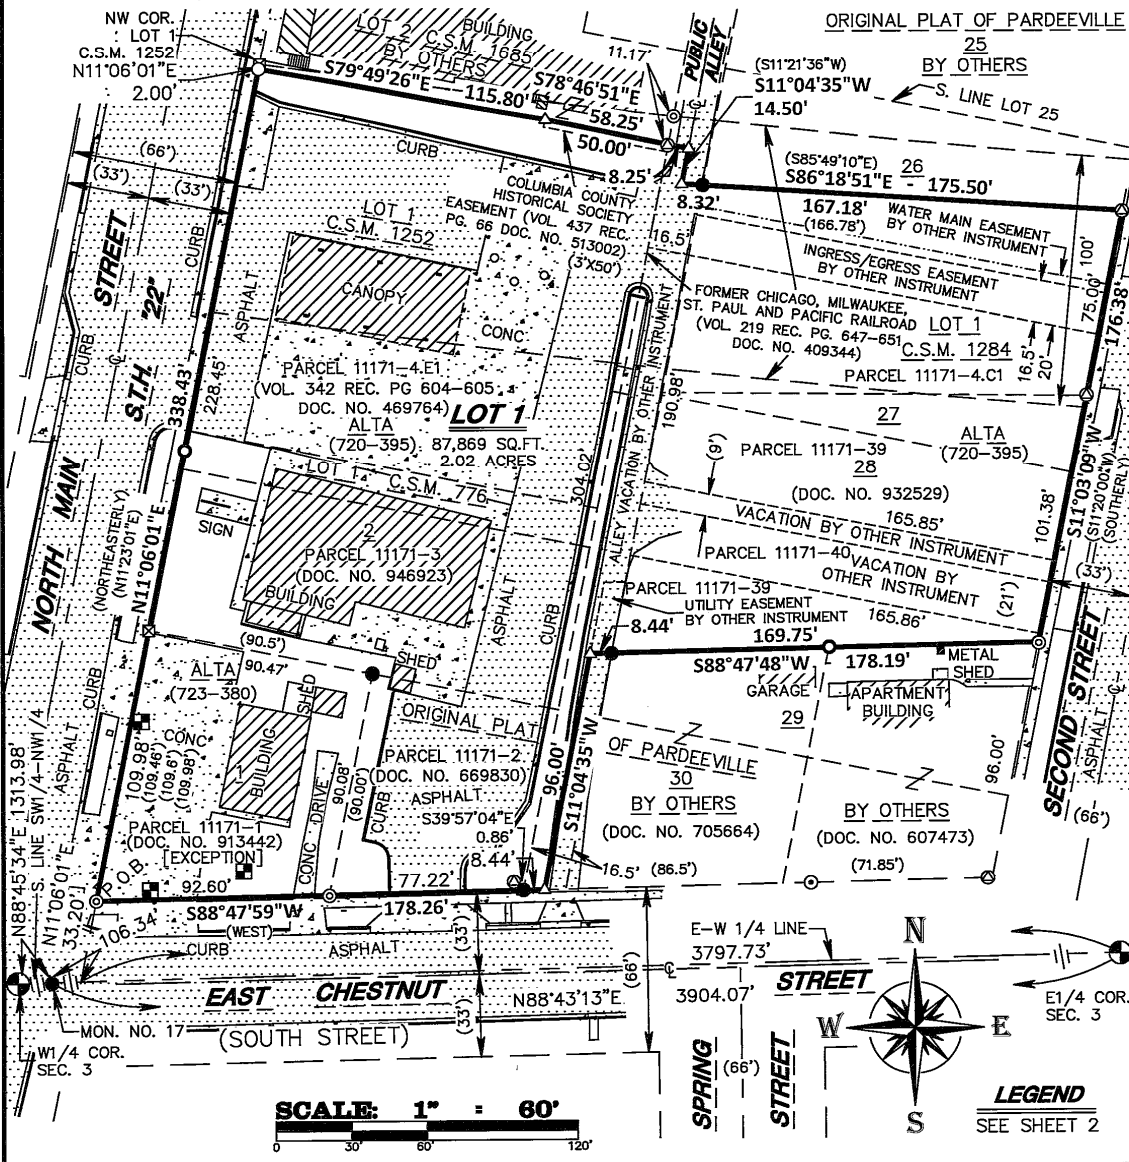 NW COR.
LOT 1
C.S.M. 1252
N11°06'01"E
2.00'
LOT 2 BUILDING
C.S.M. 1685
BY OTHERS
S79°49'26"E 115.80'
S78°46'51"E
58.25'
50.00'
11.17'
8.25'
PUBLIC
ALLEY
℄
ORIGINAL PLAT OF PARDEEVILLE
25
BY OTHERS
S. LINE LOT 25
(S11°21'36"W)
S11°04'35"W
14.50'
(S85°49'10"E) 26
S86°18'51"E - 175.50'
8.32'
167.18'
(166.78')
WATER MAIN EASEMENT
BY OTHER INSTRUMENT
INGRESS/EGRESS EASEMENT
BY OTHER INSTRUMENT
100'
75.00'
176.38'
(66')
(33')
(33')
CURB
CURB
COLUMBIA COUNTY
HISTORICAL SOCIETY
EASEMENT (VOL. 437 REC.
PG. 66 DOC. NO. 513002)
(3'X50')
16.5'
LOT 1
C.S.M. 1252
CANOPY
CONC
ASPHALT
STREET
S.T.H. "22"
CURB
℄
338.43'
228.45'
FORMER CHICAGO, MILWAUKEE,
ST. PAUL AND PACIFIC RAILROAD
(VOL. 219 REC. PG. 647-651
DOC. NO. 409344)
LOT 1
C.S.M. 1284
PARCEL 11171-4.C1
16.5'
20'
PARCEL 11171-4.E1
(VOL. 342 REC. PG 604-605
DOC. NO. 469764)
ALTA
(720-395)
LOT 1
87,869 SQ.FT.
2.02 ACRES
190.98'
ALLEY VACATION BY OTHER INSTRUMENT
304.02
27
ALTA
(720-395)
PARCEL 11171-39
28
(DOC. NO. 932529)
(9')
165.85'
VACATION BY OTHER INSTRUMENT
PARCEL 11171-40
VACATION BY
OTHER INSTRUMENT
165.86'
(21')
101.38'
S11°03'09"W
(S11°20'00"W)
(SOUTHERLY)
(33')
NORTH MAIN
(NORTHEASTERLY)
(N11°23'01"E)
N11°06'01"E
LOT 1 C.S.M. 776
SIGN
2
PARCEL 11171-3
(DOC. NO. 946923)
BUILDING
ASPHALT
CURB
PARCEL 11171-39
UTILITY EASEMENT
BY OTHER INSTRUMENT
8.44'
169.75'
S88°47'48"W
178.19'
METAL
SHED
GARAGE
APARTMENT
BUILDING
29
(90.5')
90.47'
SHED
ALTA
(723-380)
SHED
CURB
CONC
BUILDING
1
109.98'
(109.46')
(109.6')
(109.98')
ORIGINAL PLAT
OF PARDEEVILLE
30
BY OTHERS
(DOC. NO. 705664)
BY OTHERS
(DOC. NO. 607473)
96.00'
SECOND STREET
ASPHALT
℄
(66')
PARCEL 11171-2
(DOC. NO. 669830)
ASPHALT
S39°57'04"E
0.86'
8.44'
96.00'
S11°04'35"W
16.5'
(86.5')
(71.85')
CONC DRIVE
90.08'
(90.00')
CURB
PARCEL 11171-1
(DOC. NO. 913442)
[EXCEPTION]
P.O.B.
92.60'
77.22'
S88°47'59"W
178.26'
(WEST)
N88°45'34"E 1313.98'
S. LINE SW1/4-NW1/4
ASPHALT
N11°06'01"E
33.20'
106.34'
CURB
ASPHALT
(33')
(33')
(66')
EAST CHESTNUT
STREET
(SOUTH STREET)
N88°43'13"E
E-W 1/4 LINE
3797.73'
3904.07'
℄
MON. NO. 17
W1/4 COR.
SEC. 3
E1/4 COR.
SEC. 3
SPRING
(66')
STREET
N
W
E
S
LEGEND
SEE SHEET 2
SCALE: 1" = 60'
0 30' 60' 120'